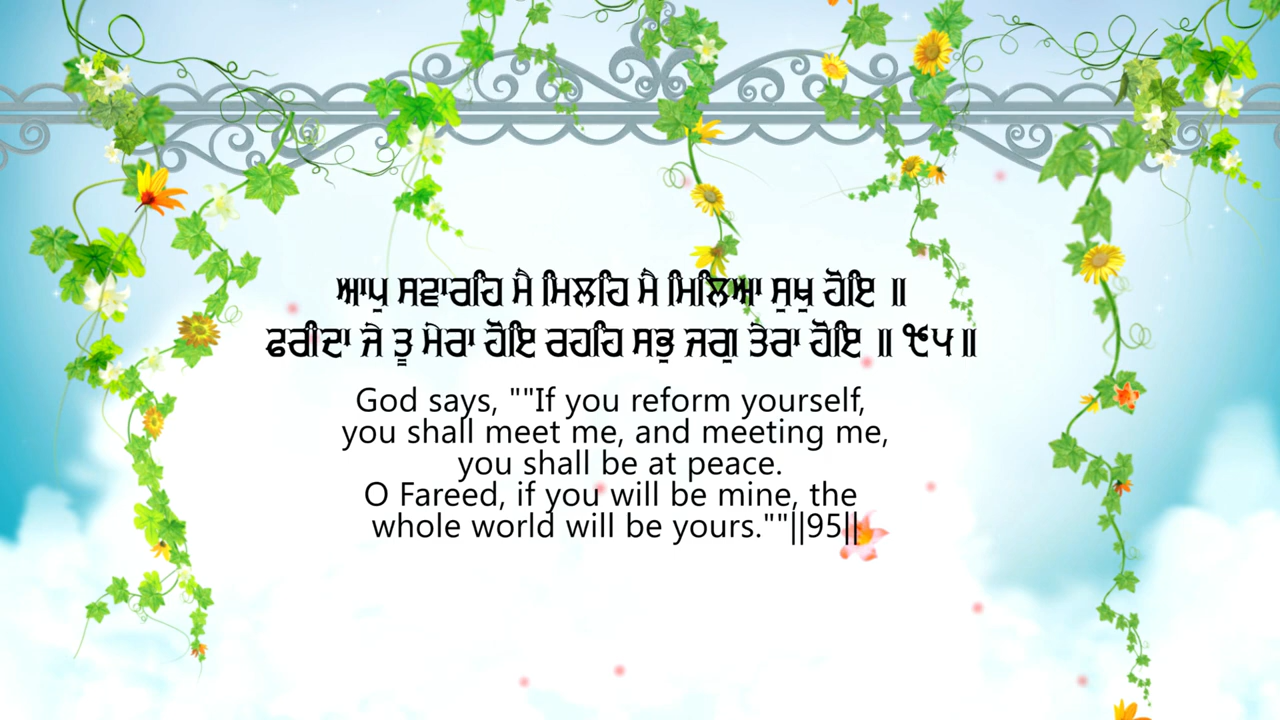 ਆਪੁ ਸਵਾਰਹਿ ਮੈ ਮਿਲਹਿ ਮੈ ਮਿਲਿਆ ਸੁਖੁ ਹੋਇ ॥
ਫਰੀਦਾ ਜੇ ਤੂ ਮੇਰਾ ਹੋਇ ਰਹਹਿ ਸਭੁ ਜਗੁ ਤੇਰਾ ਹੋਇ ॥ ੯੫॥
God says, ""If you reform yourself,
you shall meet me, and meeting me,
you shall be at peace.
O Fareed, if you will be mine, the
whole world will be yours.""||95||